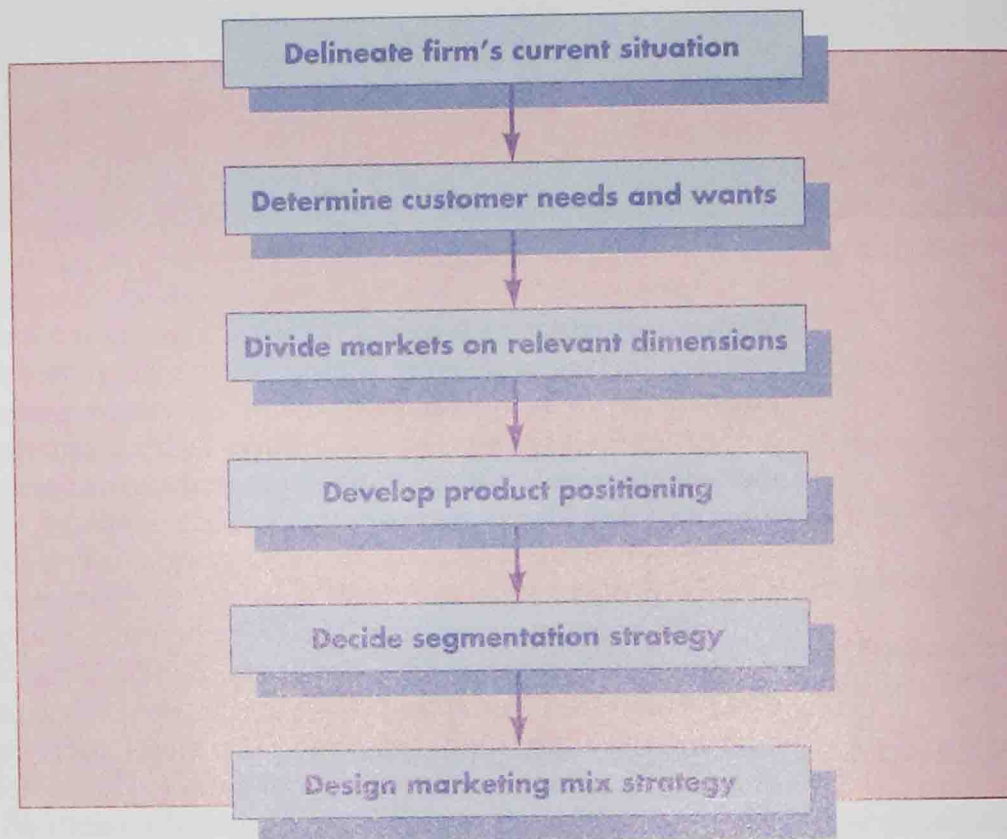 Delineate firm's current situation
Determine customer needs and wants
Divide markets on relevant dimensions
Develop product positioning
Decide segmentation strategy
Design marketing mix strategy